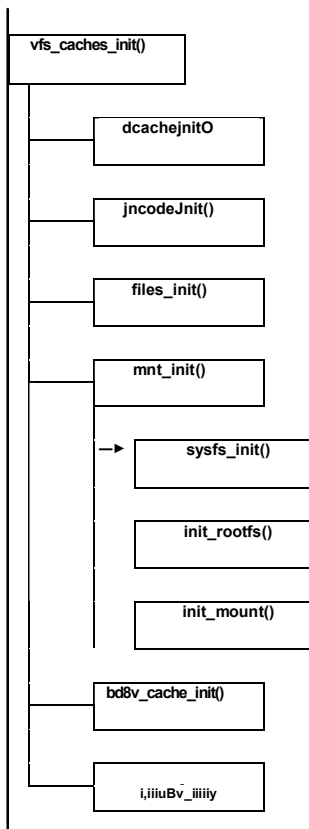 vfs_caches_init()
dcachejnitO
jncodeJnit()
files_init()
mnt_init()
sysfs_init()
init_rootfs()
init_mount()
bd8v_cache_init()